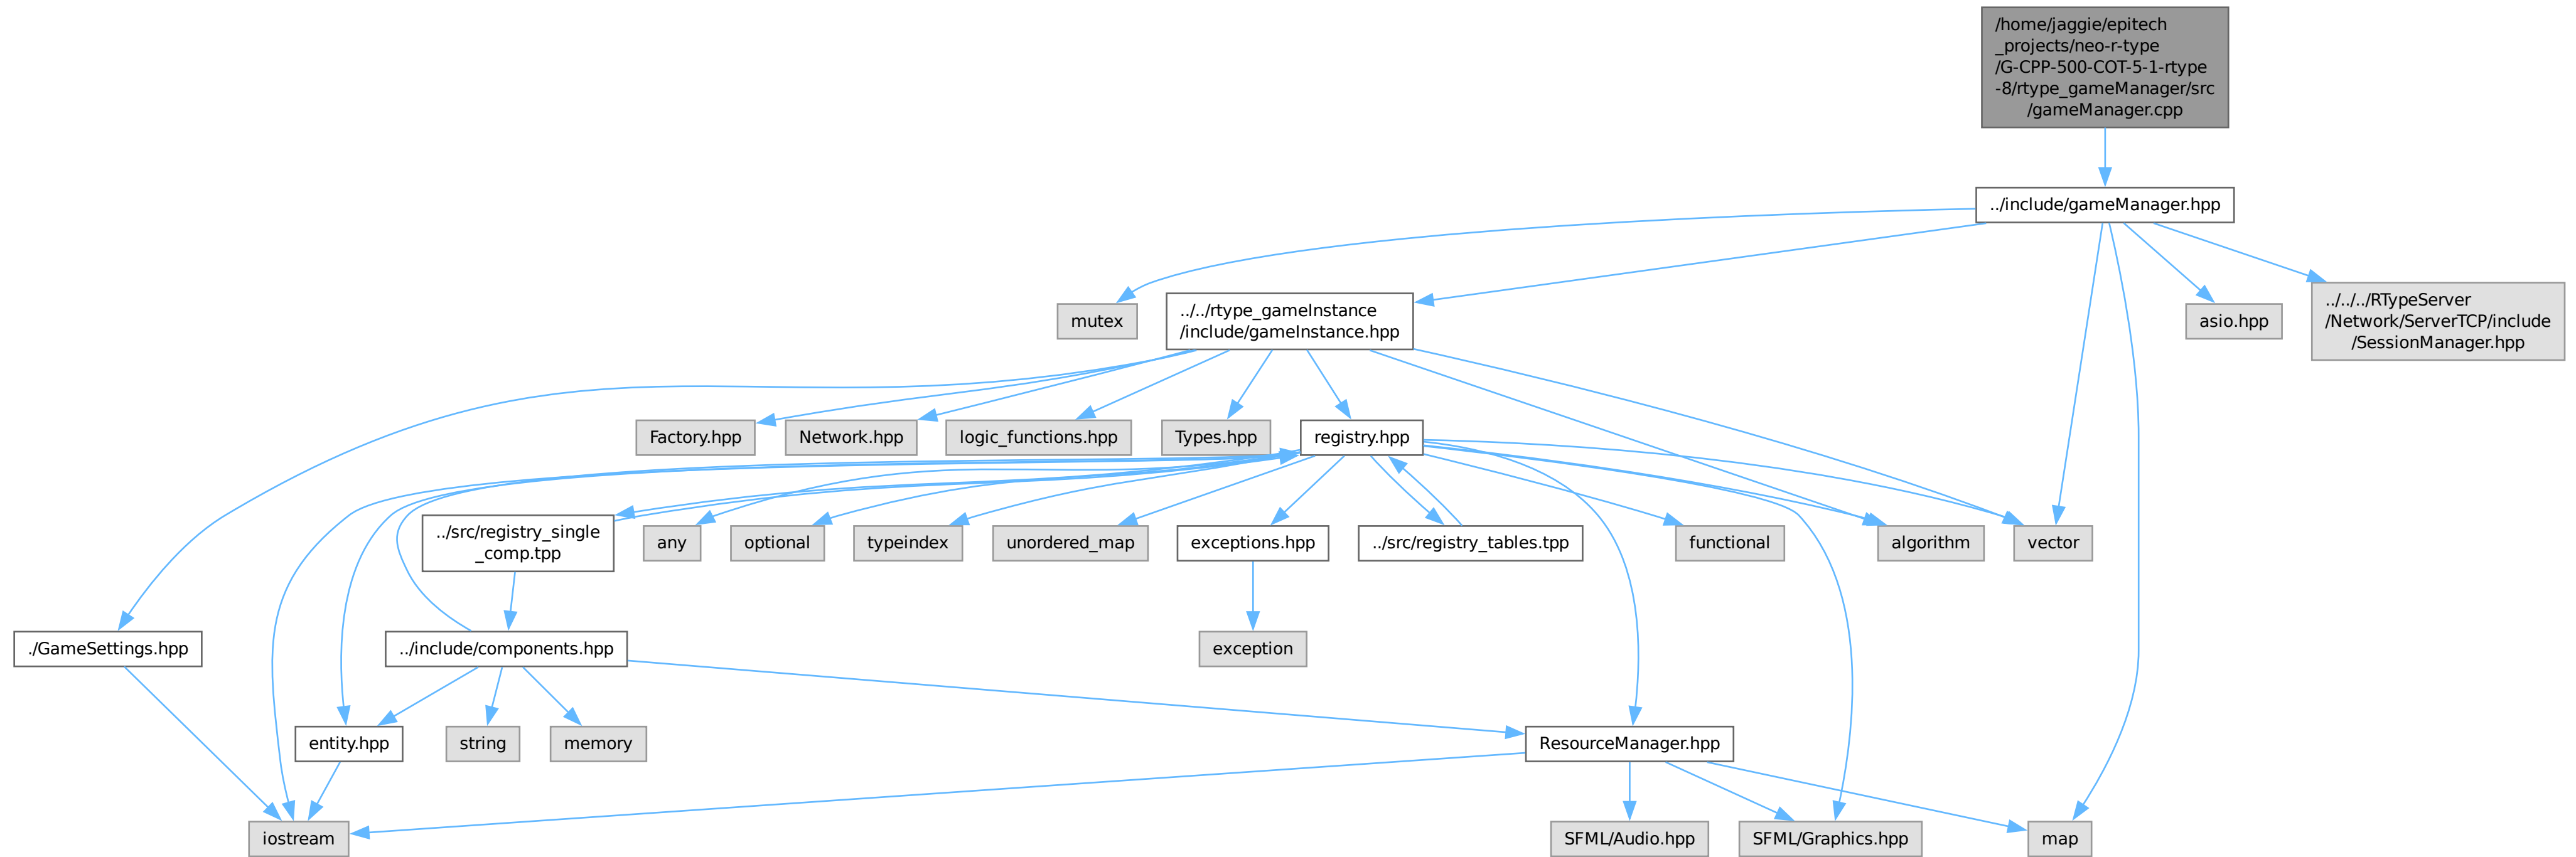 /home/jaggie/epitech
_projects/neo-r-type
/G-CPP-500-COT-5-1-rtype
-8/rtype_gameManager/src
/gameManager.cpp
../include/gameManager.hpp
mutex
../../rtype_gameInstance
/include/gameInstance.hpp
asio.hpp
../../../RTypeServer
/Network/ServerTCP/include
/SessionManager.hpp
Factory.hpp
Network.hpp
logic_functions.hpp
Types.hpp
registry.hpp
../src/registry_single
_comp.tpp
any
optional
typeindex
unordered_map
exceptions.hpp
../src/registry_tables.tpp
functional
algorithm
vector
./GameSettings.hpp
../include/components.hpp
exception
entity.hpp
string
memory
ResourceManager.hpp
iostream
SFML/Audio.hpp
SFML/Graphics.hpp
map